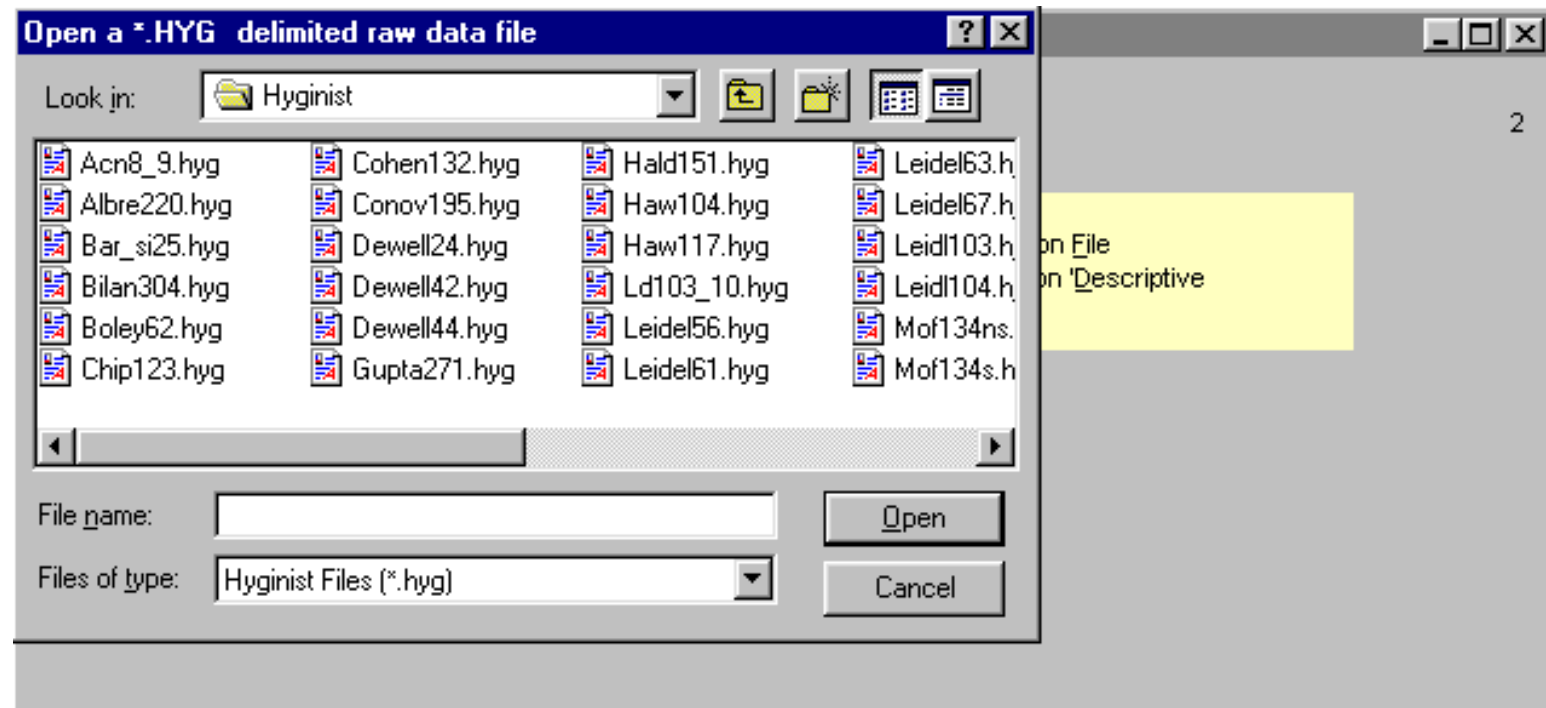 Open a *.HYG delimited raw data file
Look in: Hyginist
2
Acn8_9.hyg Cohen132.hyg Hald151.hyg Leidel63.h
Albre220.hyg Conov195.hyg Haw104.hyg Leidel67.h
Bar_si25.hyg Dewell24.hyg Haw117.hyg Leidl103.h
on File
Bilan304.hyg Dewell42.hyg Ld103_10.hyg Leidl104.h
on 'Descriptive
Boley62.hyg Dewell44.hyg Leidel56.hyg Mof134ns.
Chip123.hyg Gupta271.hyg Leidel61.hyg Mof134s.h
File name: Open
Files of type: Hyginist Files (*.hyg) Cancel